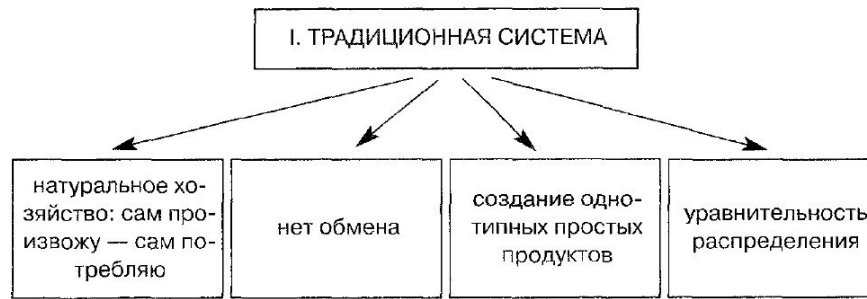 I. ТРАДИЦИОННАЯ СИСТЕМА
натуральное хо-
зяйство: сам про-
извожу — сам по-
требляю
нет обмена
создание одно-
типных простых
продуктов
уравнительность
распределения